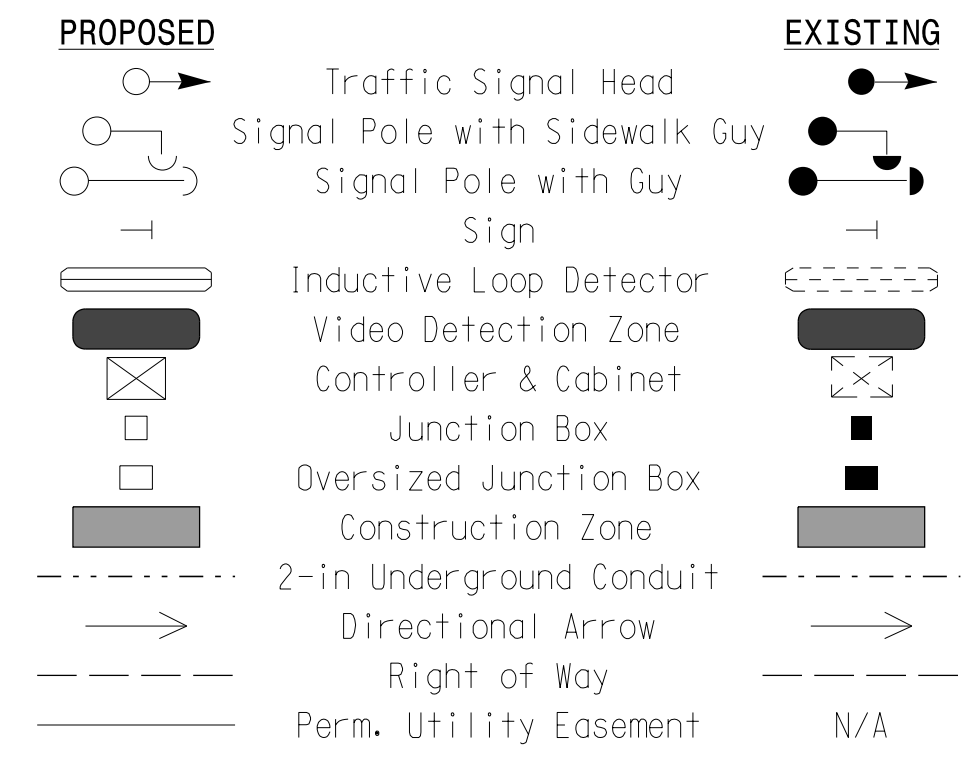 PROPOSED EXISTING
Traffic Signal Head
Signal Pole with Sidewalk Guy
Signal Pole with Guy
Sign
Inductive Loop Detector
Video Detection Zone
Controller & Cabinet
Junction Box
Oversized Junction Box
Construction Zone
2-in Underground Conduit
Directional Arrow
Right of Way
Perm. Utility Easement N/A